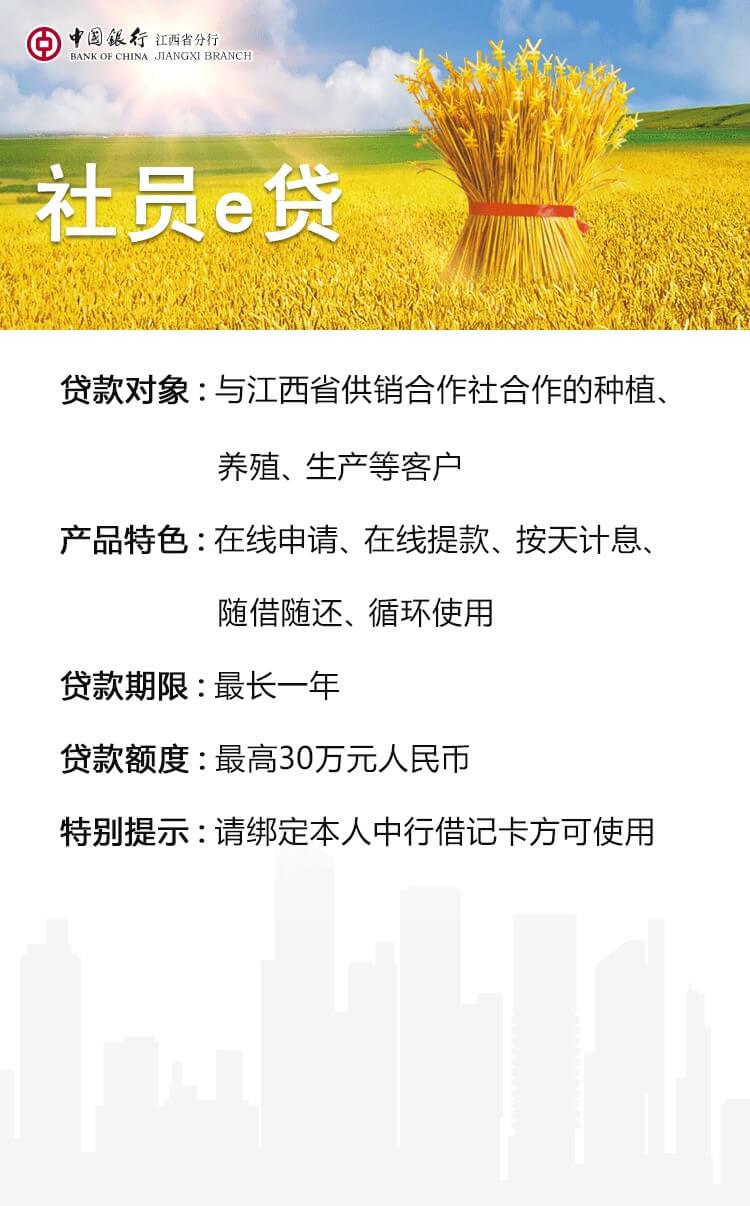 中国銀行 江西省分行
BANK OF CHINA JIANGXI BRANCH
社员e贷
贷款对象：与江西省供销合作社合作的种植、
养殖、生产等客户
产品特色：在线申请、在线提款、按天计息、
随借随还、循环使用
贷款期限：最长一年
贷款额度：最高30万元人民币
特别提示：请绑定本人中行借记卡方可使用